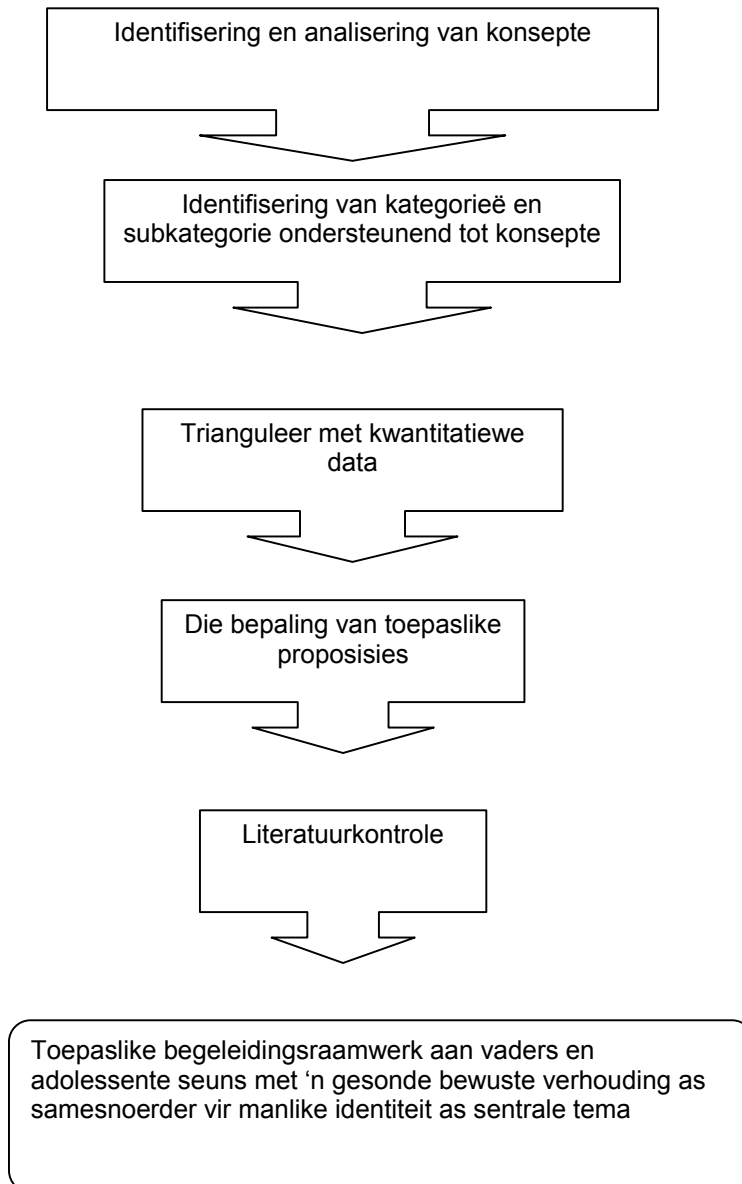 Identifisering en analisering van konsepte
Identifisering van kategorieë en
subkategorie ondersteunend tot konsepte
Trianguleer met kwantitatiewe
data
Die bepaling van toepaslike
proposisies
Literatuurkontrole
Toepaslike begeleidingsraamwerk aan vaders en
adolessente seuns met ‘n gesonde bewuste verhouding as
samesnoerder vir manlike identiteit as sentrale tema